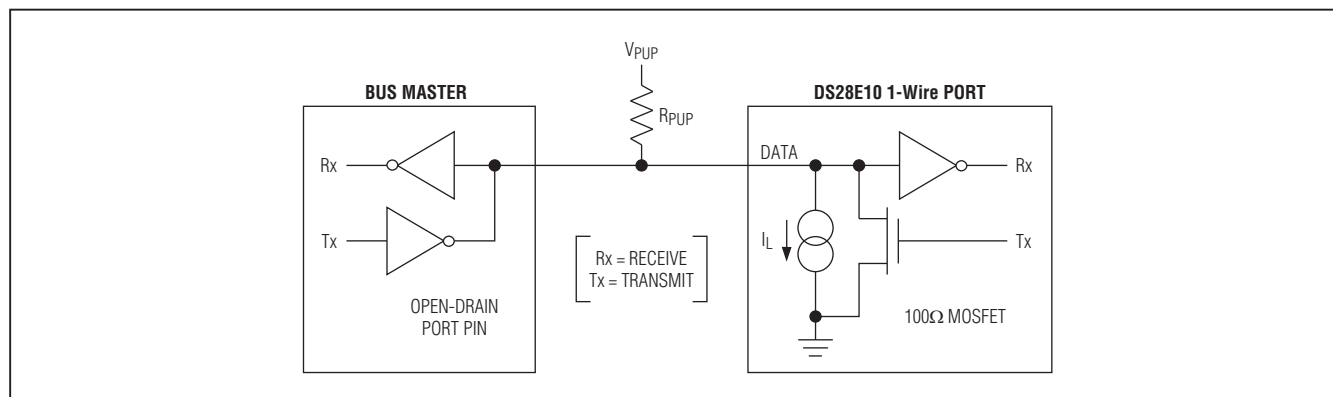 VPUP
BUS MASTER
DS28E10 1-Wire PORT
RPUP
Rx
DATA
Rx
Tx
IL
Tx
Rx = RECEIVE
Tx = TRANSMIT
OPEN-DRAIN
PORT PIN
100Ω MOSFET